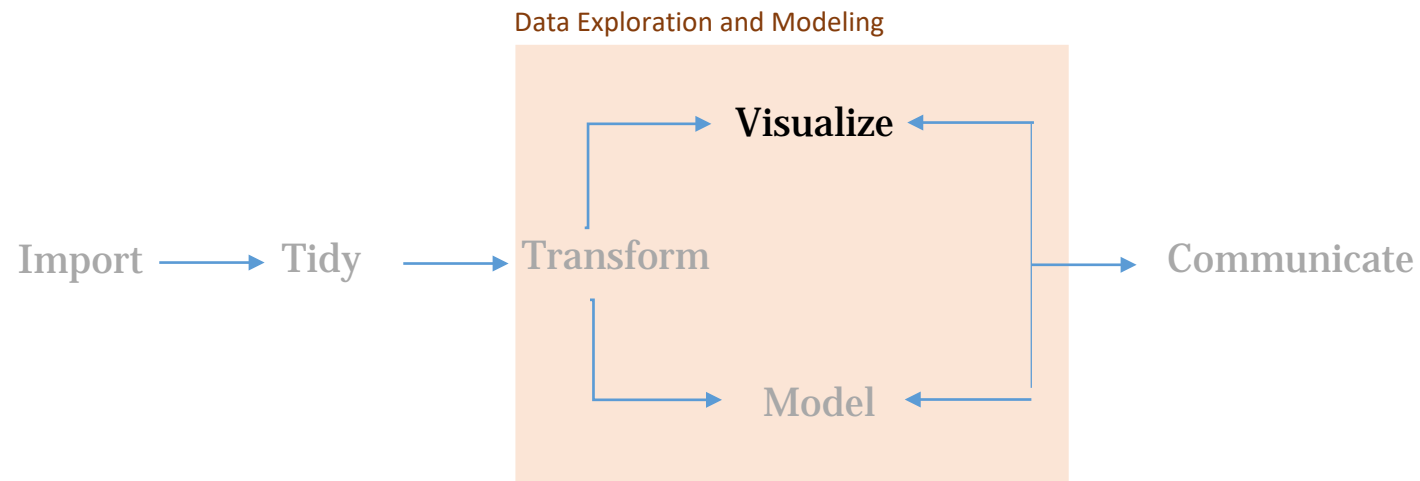 Data Exploration and Modeling
Visualize
Import
Tidy
Transform
Communicate
Model